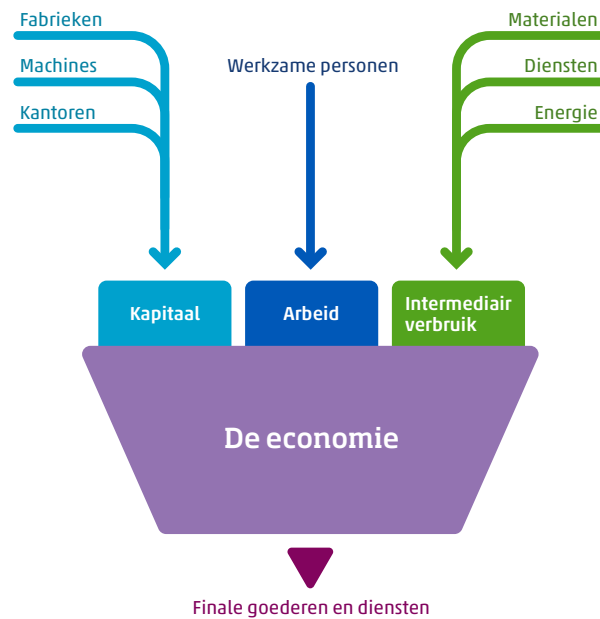 Fabrieken
Machines
Kantoren
Werkzame personen
Materialen
Diensten
Energie
Kapitaal
Arbeid
Intermediair
verbruik
De economie
Finale goederen en diensten